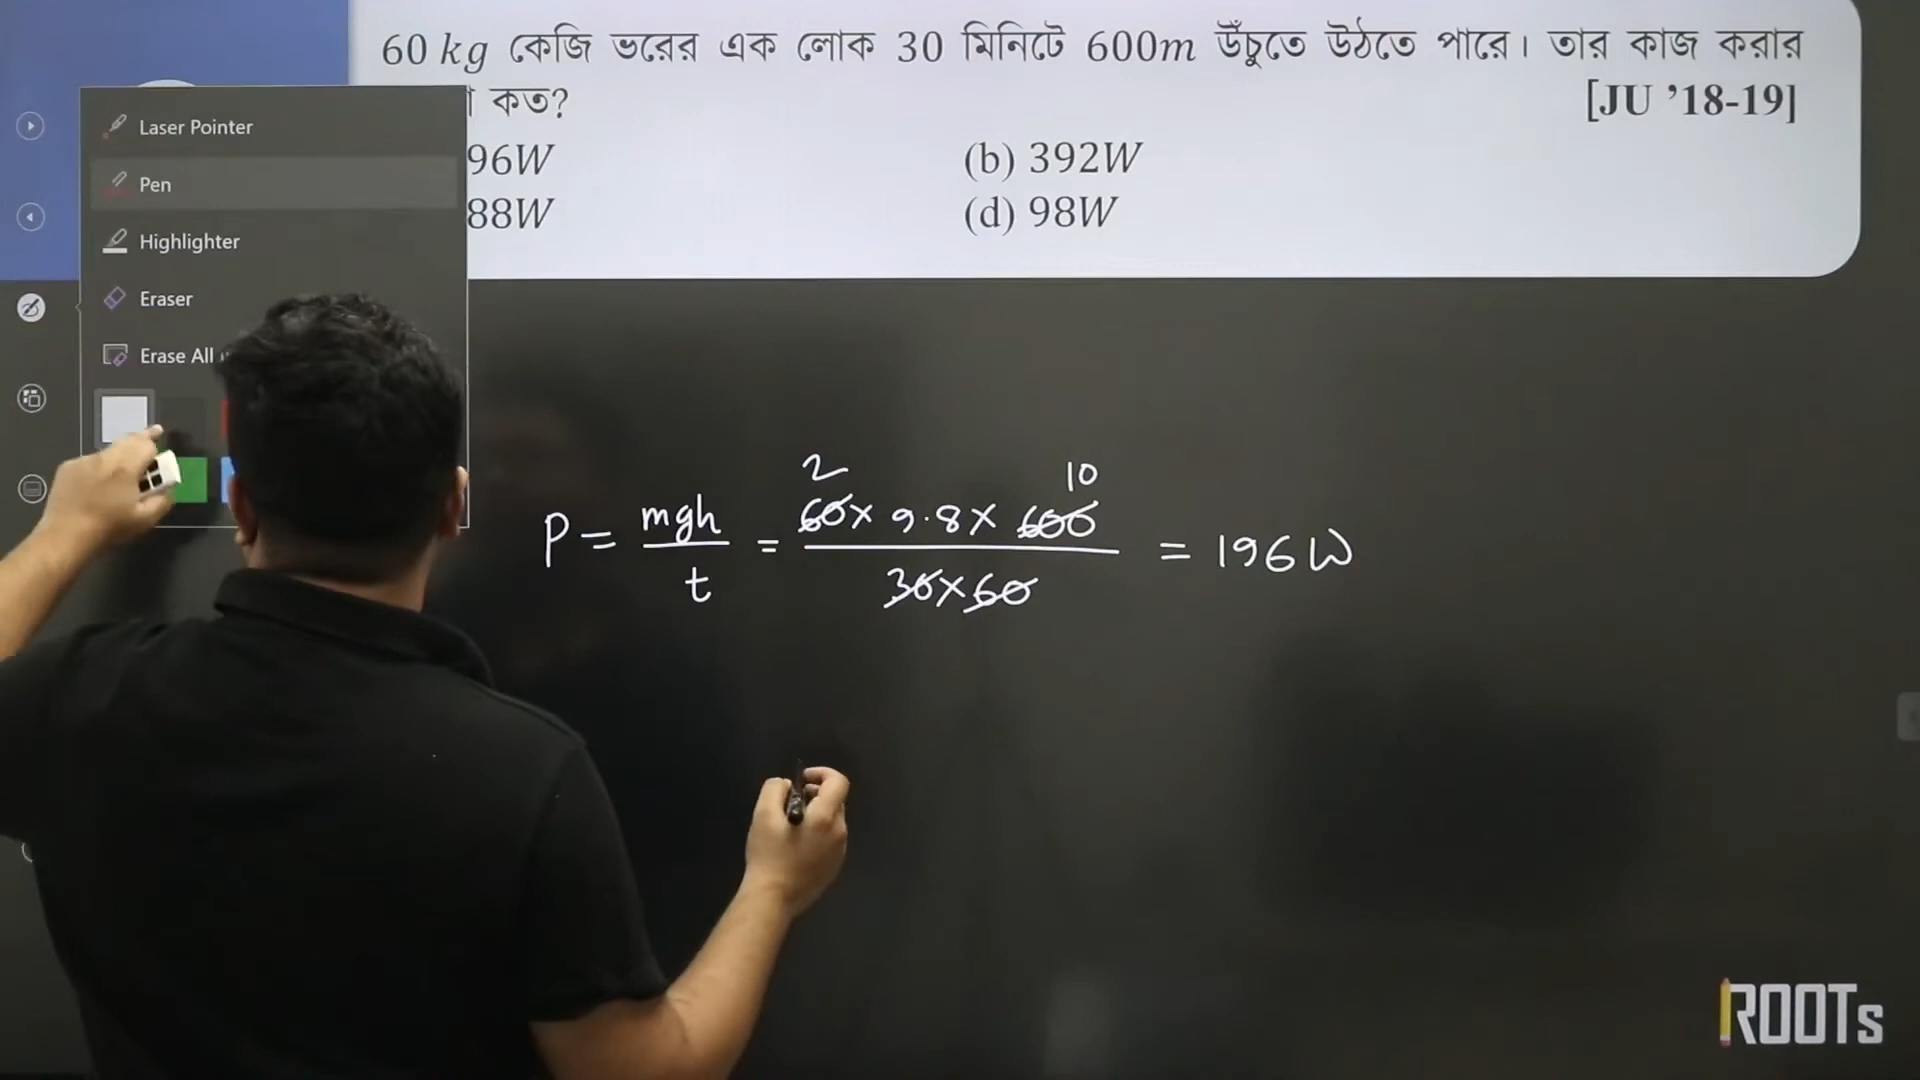 60 kg কেজি ভরের এক লোক 30 মিনিটে 600m উঁচুতে উঠতে পারে। তার কাজ করার
কত? [JU ’18-19]
96W (b) 392W
88W (d) 98W
Laser Pointer
Pen
Highlighter
Eraser
Erase All
2 10
P = mgh / t = 60 x 9.8 x 600 / 30 x 60 = 196 W
ROOTs